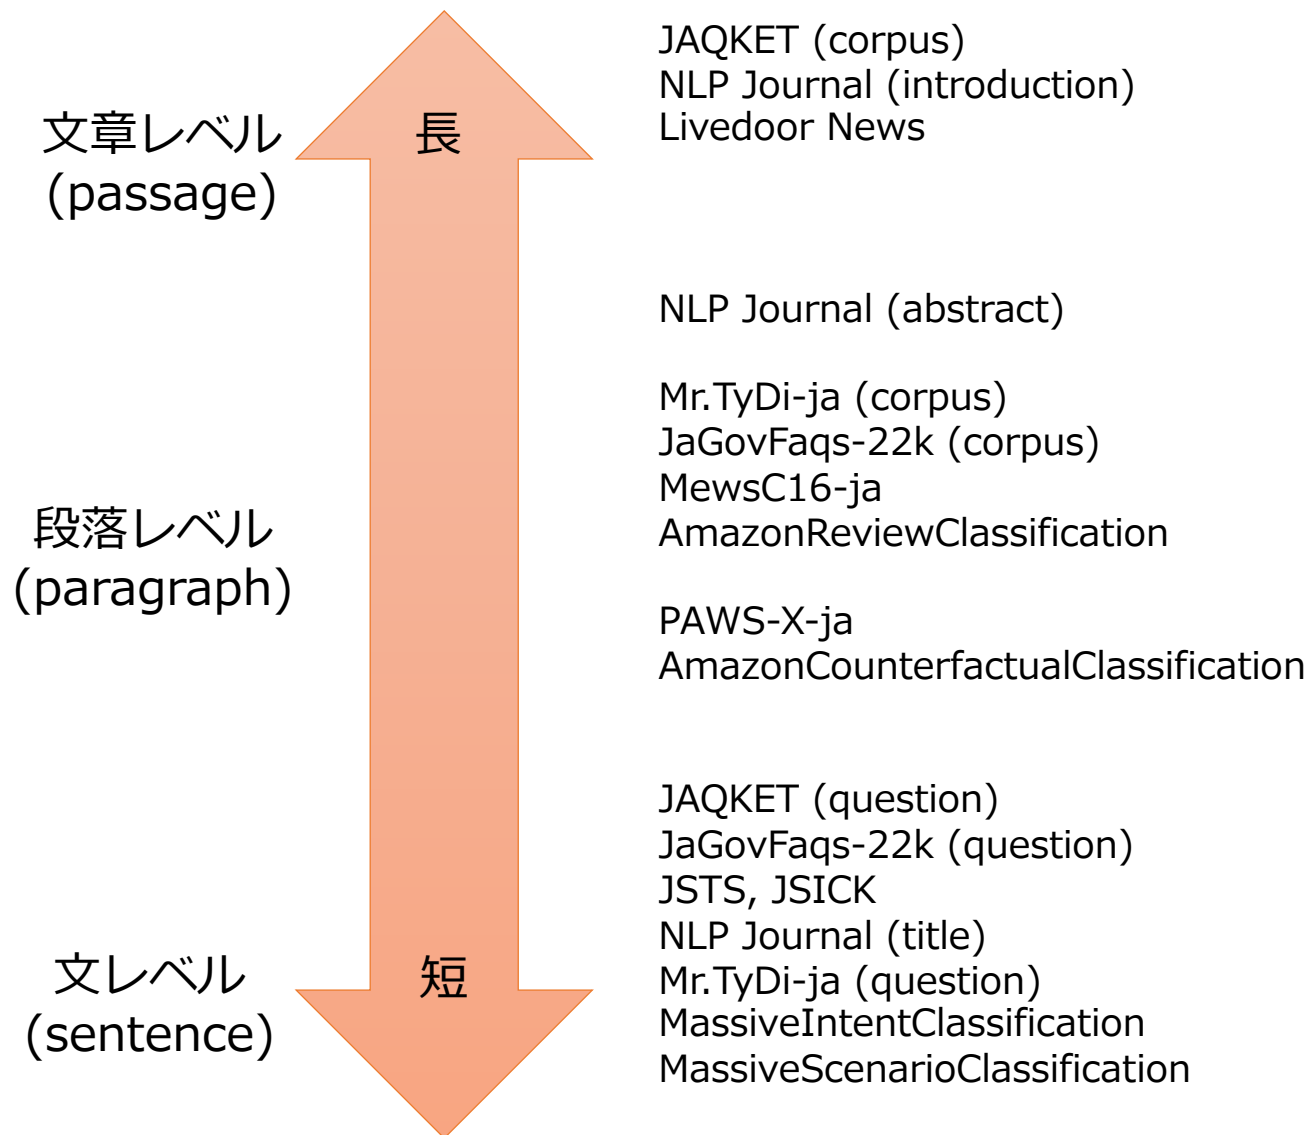 文章レベル
(passage)
長
JAQKET (corpus)
NLP Journal (introduction)
Livedoor News
NLP Journal (abstract)
段落レベル
(paragraph)
Mr.TyDi-ja (corpus)
JaGovFaqs-22k (corpus)
MewsC16-ja
AmazonReviewClassification
PAWS-X-ja
AmazonCounterfactualClassification
文レベル
(sentence)
短
JAQKET (question)
JaGovFaqs-22k (question)
JSTS, JSICK
NLP Journal (title)
Mr.TyDi-ja (question)
MassiveIntentClassification
MassiveScenarioClassification